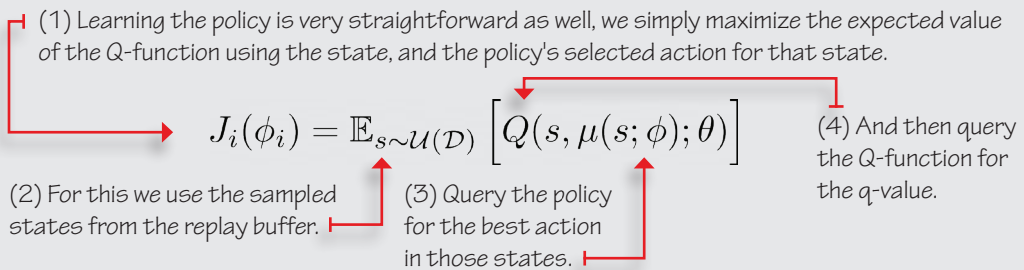 (1) Learning the policy is very straightforward as well, we simply maximize the expected value
of the Q-function using the state, and the policy's selected action for that state.
J_i(ϕ_i) = 𝔼_{s∼𝒰(𝒟)} [Q(s, μ(s; ϕ); θ)]
(2) For this we use the sampled
states from the replay buffer.
(3) Query the policy
for the best action
in those states.
(4) And then query
the Q-function for
the q-value.